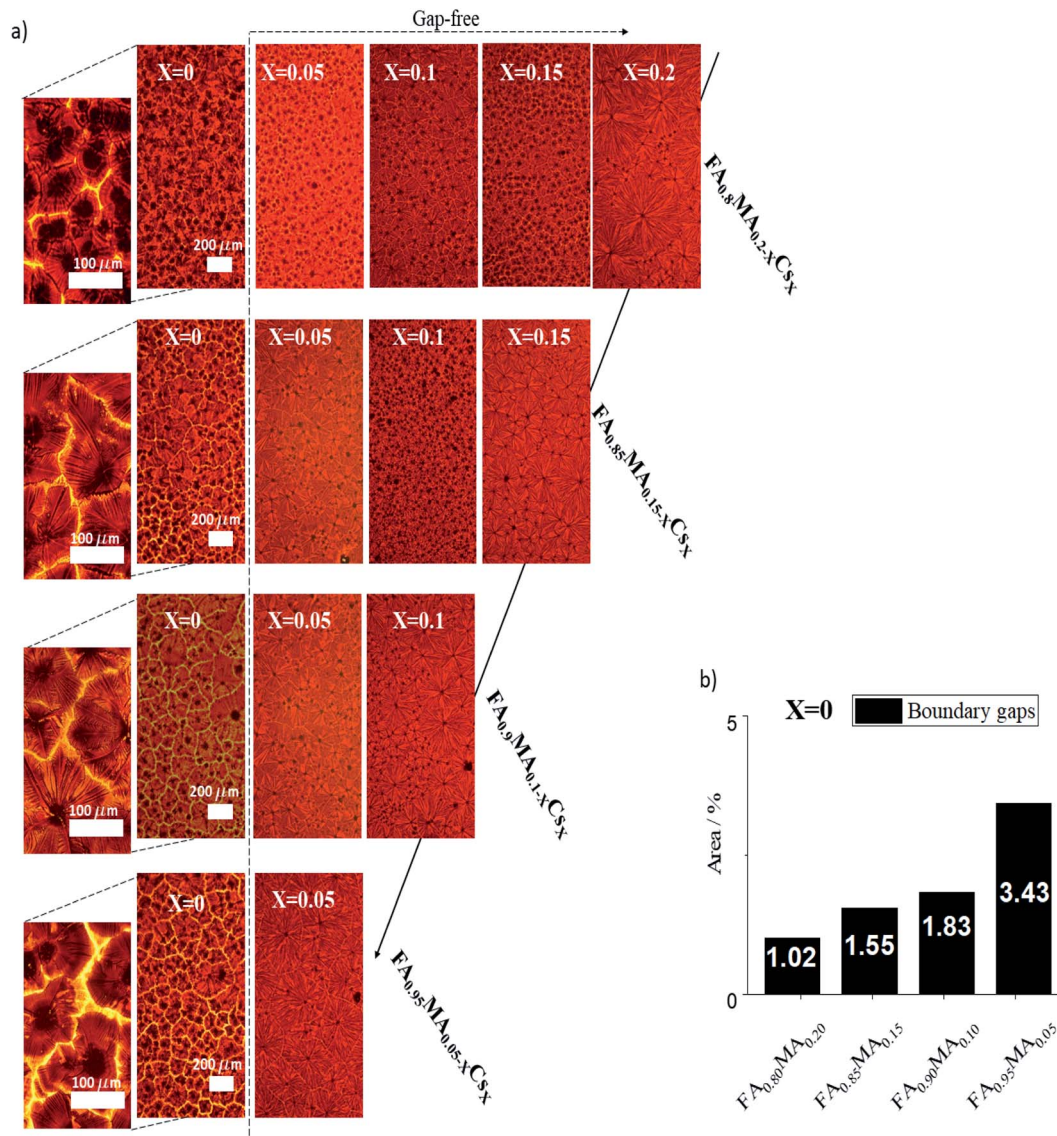 a)
Gap-free
X=0
X=0.05
X=0.1
X=0.15
X=0.2
100 μm
200 μm
FA0.8MA0.2-XCsX
X=0
X=0.05
X=0.1
X=0.15
100 μm
200 μm
FA0.85MA0.15-XCsX
X=0
X=0.05
X=0.1
100 μm
200 μm
FA0.9MA0.1-XCsX
X=0
X=0.05
100 μm
200 μm
FA0.95MA0.05-XCsX
b)
X=0
Boundary gaps
5
Area / %
0
1.02
1.55
1.83
3.43
FA0.80MA0.20
FA0.85MA0.15
FA0.90MA0.10
FA0.95MA0.05